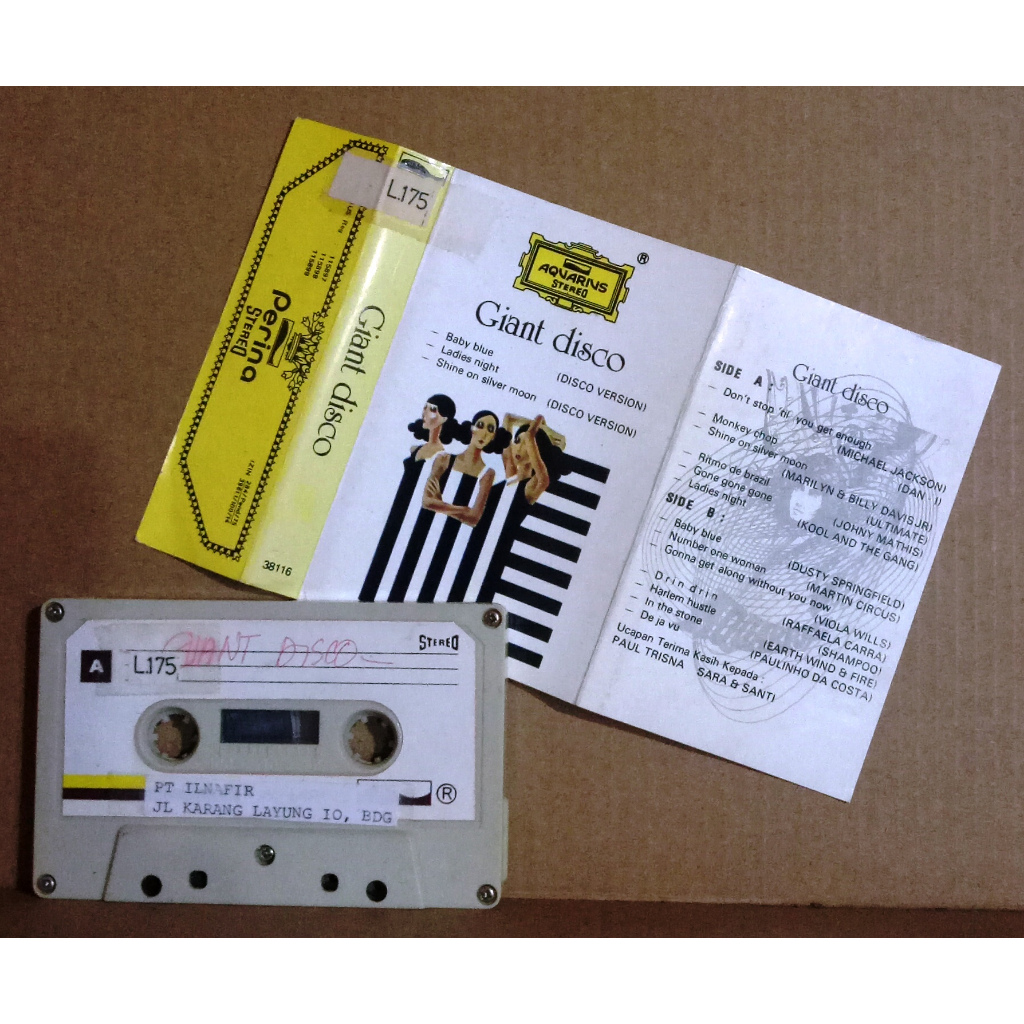 L.175
115897
115898
115899
Perina
STEREO
Giant disco
38116
AQUARIUS
STEREO
®
Giant disco
– Baby blue (DISCO VERSION)
– Ladies night
– Shine on silver moon (DISCO VERSION)
Giant disco
SIDE A :
– Don't stop 'til you get enough
(MICHAEL JACKSON)
– Monkey chop (DAN - I)
– Shine on silver moon
(MARILYN & BILLY DAVIS JR)
– Ritmo de brazil (ULTIMATE)
– Gone gone gone (JOHNY MATHIS)
– Ladies night (KOOL AND THE GANG)
SIDE B :
– Baby blue (DUSTY SPRINGFIELD)
– Number one woman (MARTIN CIRCUS)
– Gonna get along without you now
(VIOLA WILLS)
– Drin drin (RAFFAELA CARRA)
– Harlem hustle (SHAMPOO)
– In the stone (EARTH WIND & FIRE)
– De ja vu (PAULINHO DA COSTA)
Ucapan Terima Kasih Kepada :
PAUL TRISNA SARA & SANTI
A
L.175
GIANT DISCO
STEREO
PT ILNAFIR
JL KARANG LAYUNG IO, BDG
®